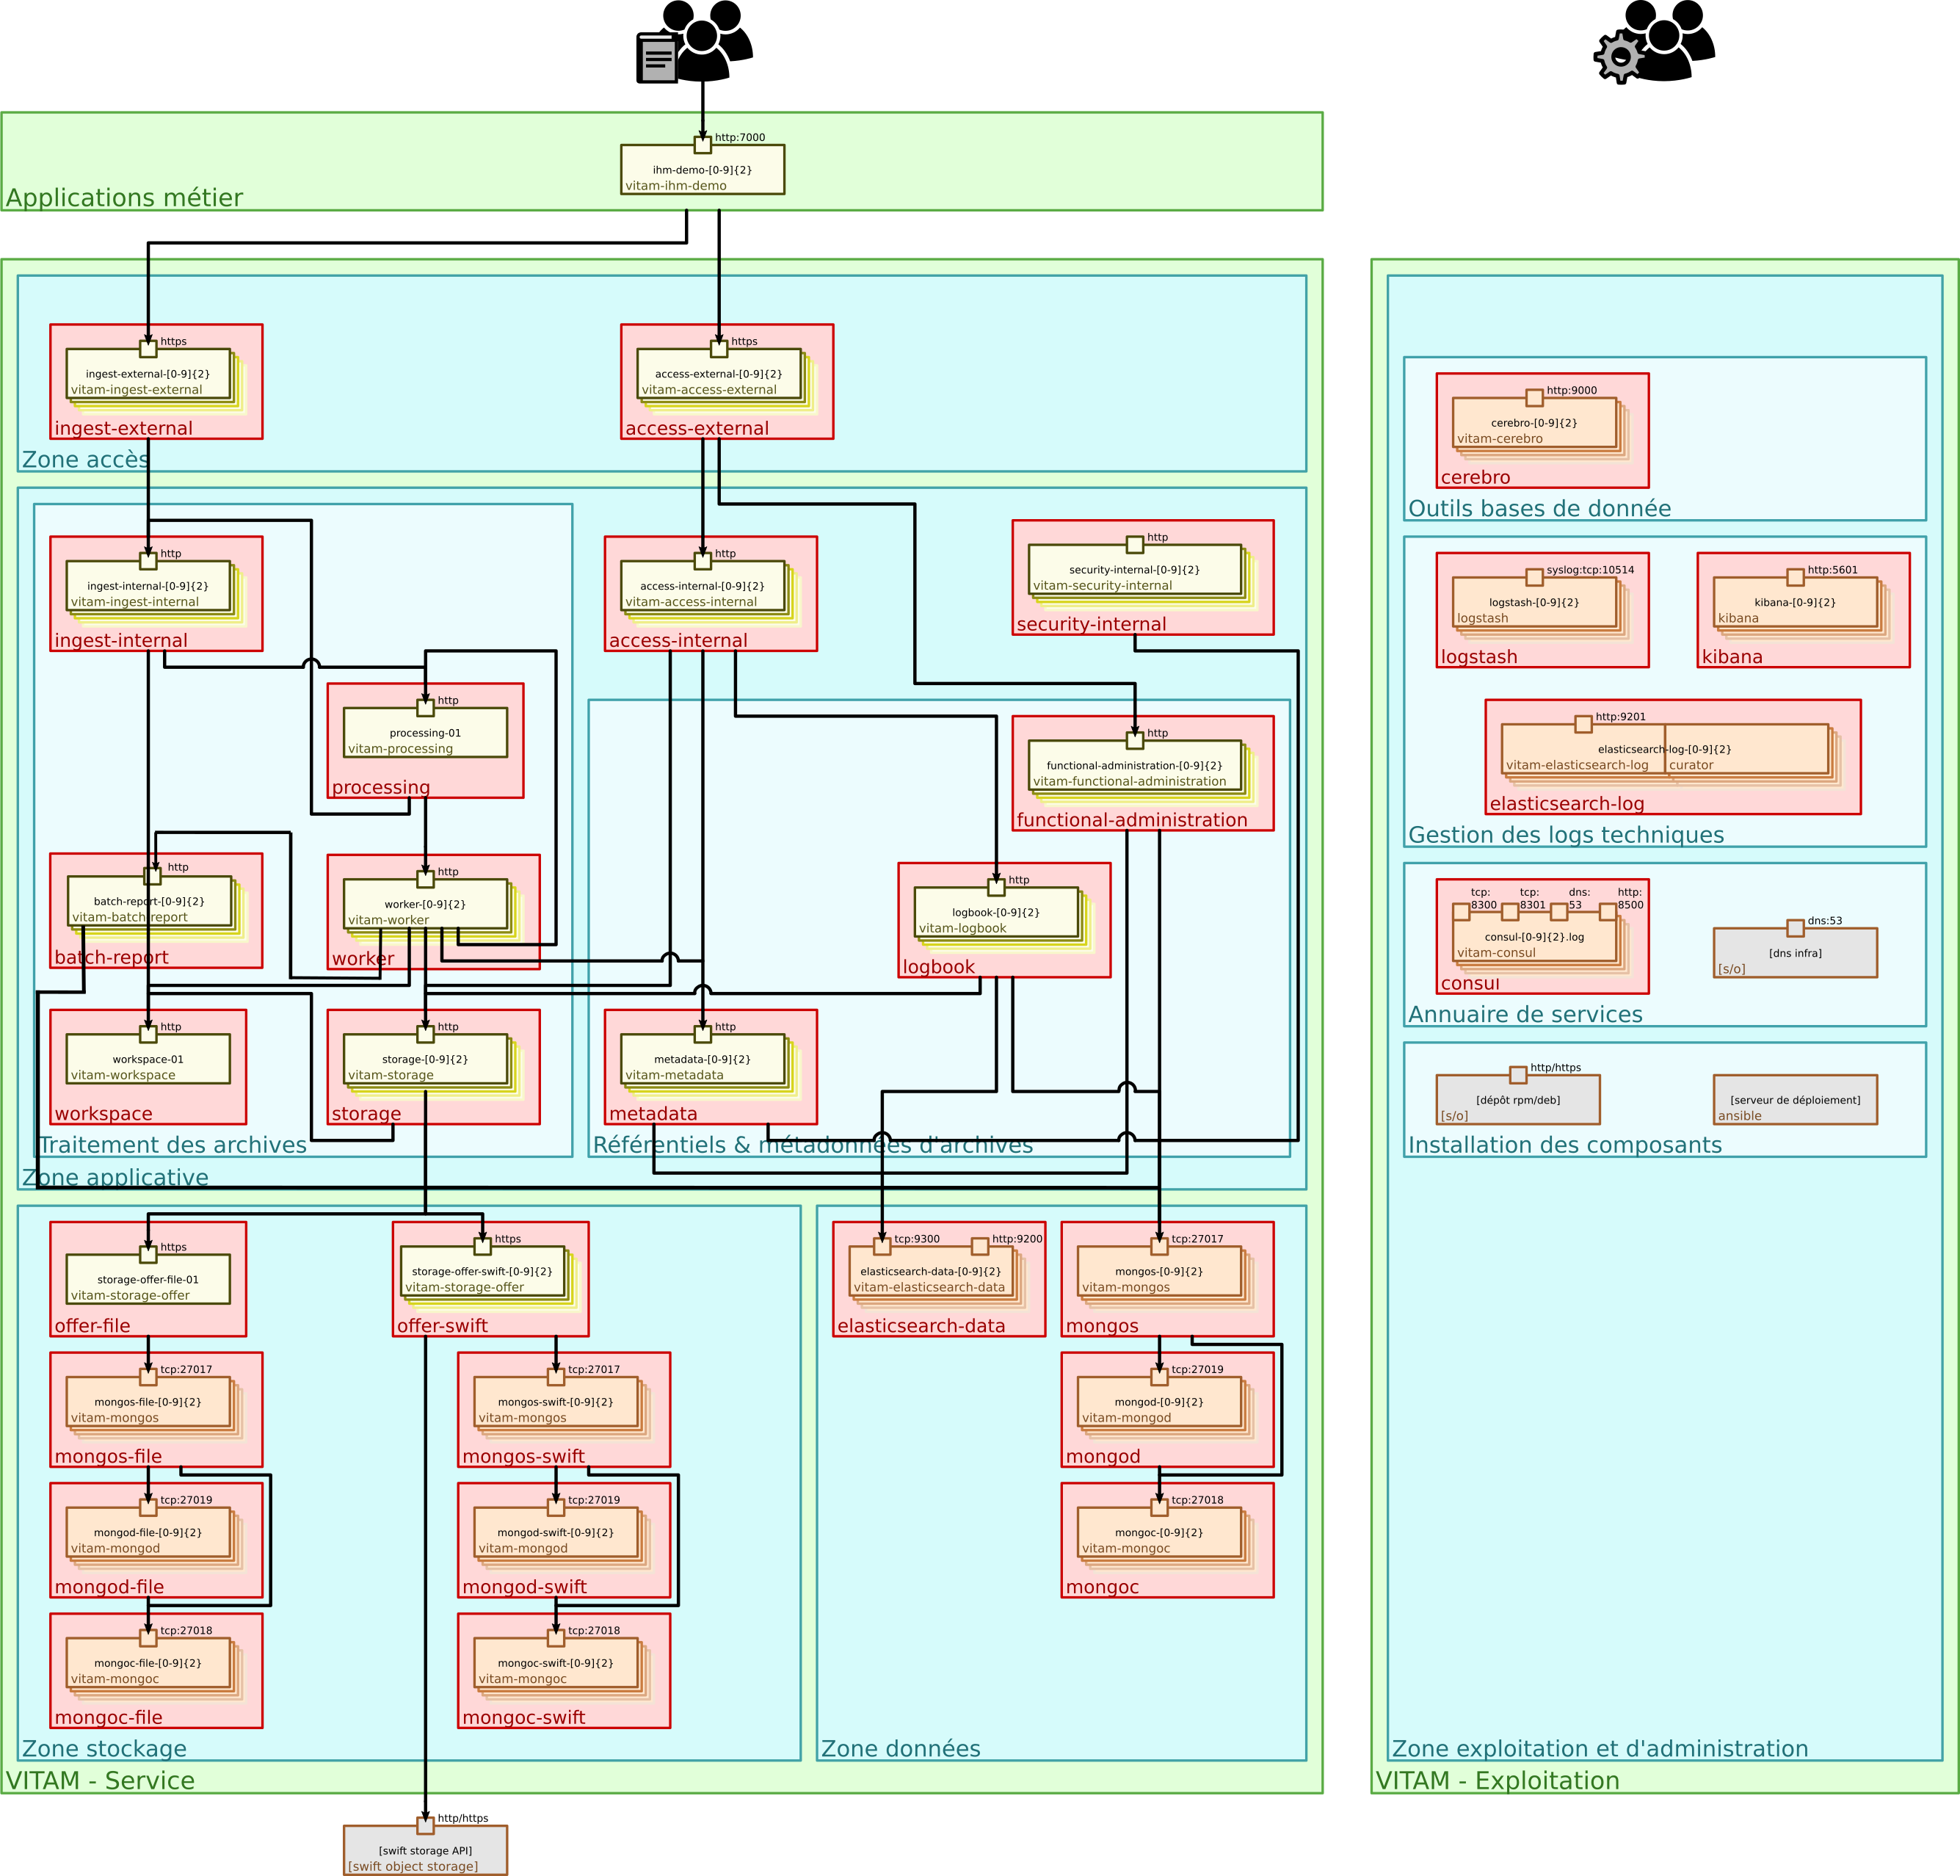 http:7000
ihm-demo-[0-9]{2}
vitam-ihm-demo
Applications métier
https
ingest-external-[0-9]{2}
vitam-ingest-external
ingest-external
https
access-external-[0-9]{2}
vitam-access-external
access-external
Zone accès
http
ingest-internal-[0-9]{2}
vitam-ingest-internal
ingest-internal
http
processing-01
vitam-processing
processing
http
batch-report-[0-9]{2}
vitam-batch-report
batch-report
http
worker-[0-9]{2}
vitam-worker
worker
http
workspace-01
vitam-workspace
workspace
http
storage-[0-9]{2}
vitam-storage
storage
Traitement des archives
http
access-internal-[0-9]{2}
vitam-access-internal
access-internal
http
security-internal-[0-9]{2}
vitam-security-internal
security-internal
http
functional-administration-[0-9]{2}
vitam-functional-administration
functional-administration
http
logbook-[0-9]{2}
vitam-logbook
logbook
http
metadata-[0-9]{2}
vitam-metadata
metadata
Référentiels & métadonnées d'archives
Zone applicative
https
storage-offer-file-01
vitam-storage-offer
offer-file
https
storage-offer-swift-[0-9]{2}
vitam-storage-offer
offer-swift
tcp:27017
mongos-file-[0-9]{2}
vitam-mongos
mongos-file
tcp:27017
mongos-swift-[0-9]{2}
vitam-mongos
mongos-swift
tcp:27019
mongod-file-[0-9]{2}
vitam-mongod
mongod-file
tcp:27019
mongod-swift-[0-9]{2}
vitam-mongod
mongod-swift
tcp:27018
mongoc-file-[0-9]{2}
vitam-mongoc
mongoc-file
tcp:27018
mongoc-swift-[0-9]{2}
vitam-mongoc
mongoc-swift
Zone stockage
tcp:9300
http:9200
elasticsearch-data-[0-9]{2}
vitam-elasticsearch-data
elasticsearch-data
tcp:27017
mongos-[0-9]{2}
vitam-mongos
mongos
tcp:27019
mongod-[0-9]{2}
vitam-mongod
mongod
tcp:27018
mongoc-[0-9]{2}
vitam-mongoc
mongoc
Zone données
VITAM - Service
http/https
[swift storage API]
[swift object storage]
http:9000
cerebro-[0-9]{2}
vitam-cerebro
cerebro
Outils bases de donnée
syslog:tcp:10514
logstash-[0-9]{2}
logstash
logstash
http:5601
kibana-[0-9]{2}
kibana
kibana
http:9201
elasticsearch-log-[0-9]{2}
vitam-elasticsearch-log
curator
elasticsearch-log
Gestion des logs techniques
tcp:
8300
tcp:
8301
dns:
53
http:
8500
consul-[0-9]{2}.log
vitam-consul
consul
dns:53
[dns infra]
[s/o]
Annuaire de services
http/https
[dépôt rpm/deb]
[s/o]
[serveur de déploiement]
ansible
Installation des composants
Zone exploitation et d'administration
VITAM - Exploitation